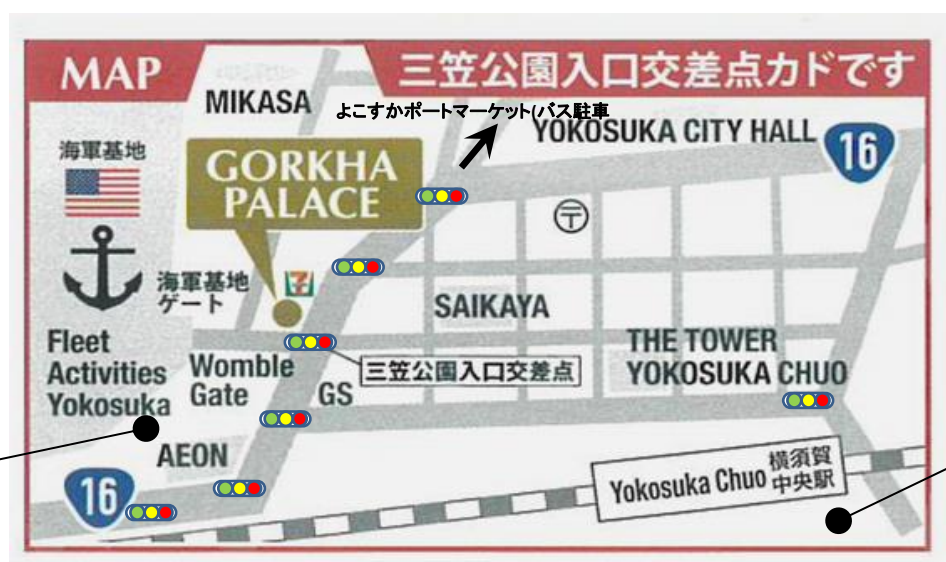 MAP
三笠公園入口交差点カドです
MIKASA
よこすかポートマーケット(バス駐車
YOKOSUKA CITY HALL
16
海軍基地
GORKHA
PALACE
〒
7
海軍基地
ゲート
SAIKAYA
Fleet
Activities
Yokosuka
Womble
Gate
三笠公園入口交差点
GS
THE TOWER
YOKOSUKA CHUO
AEON
16
Yokosuka Chuo
横須賀
中央駅